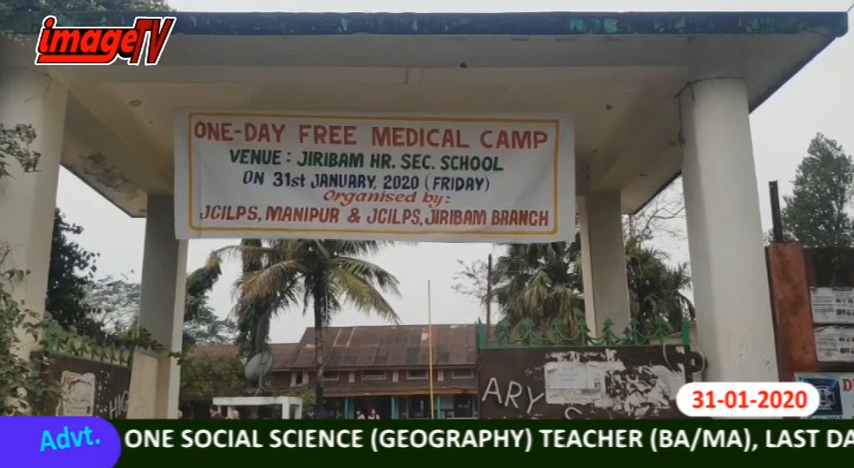 imageTV
ONE-DAY FREE MEDICAL CAMP
VENUE : JIRIBAM HR. SEC. SCHOOL
ON 31st JANUARY, 2020 (FRIDAY)
Organised by:
JCILPS, MANIPUR & JCILPS, JIRIBAM BRANCH
ARY
31-01-2020
Advt. ONE SOCIAL SCIENCE (GEOGRAPHY) TEACHER (BA/MA), LAST DA